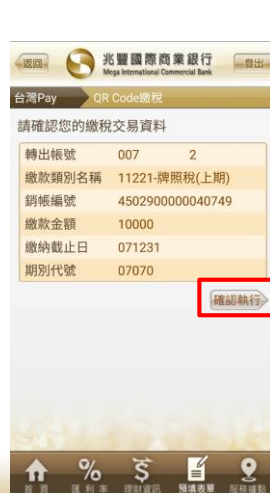 返回
兆豐國際商業銀行
Mega International Commercial Bank
登出
台灣Pay QR Code繳稅
請確認您的繳稅交易資料
轉出帳號 007 2
繳款類別名稱 11221-牌照稅(上期)
銷帳編號 4502900000040749
繳款金額 10000
繳納截止日 071231
期別代號 07070
確認執行
首頁 匯利率 理財資訊 預填表單 服務據點